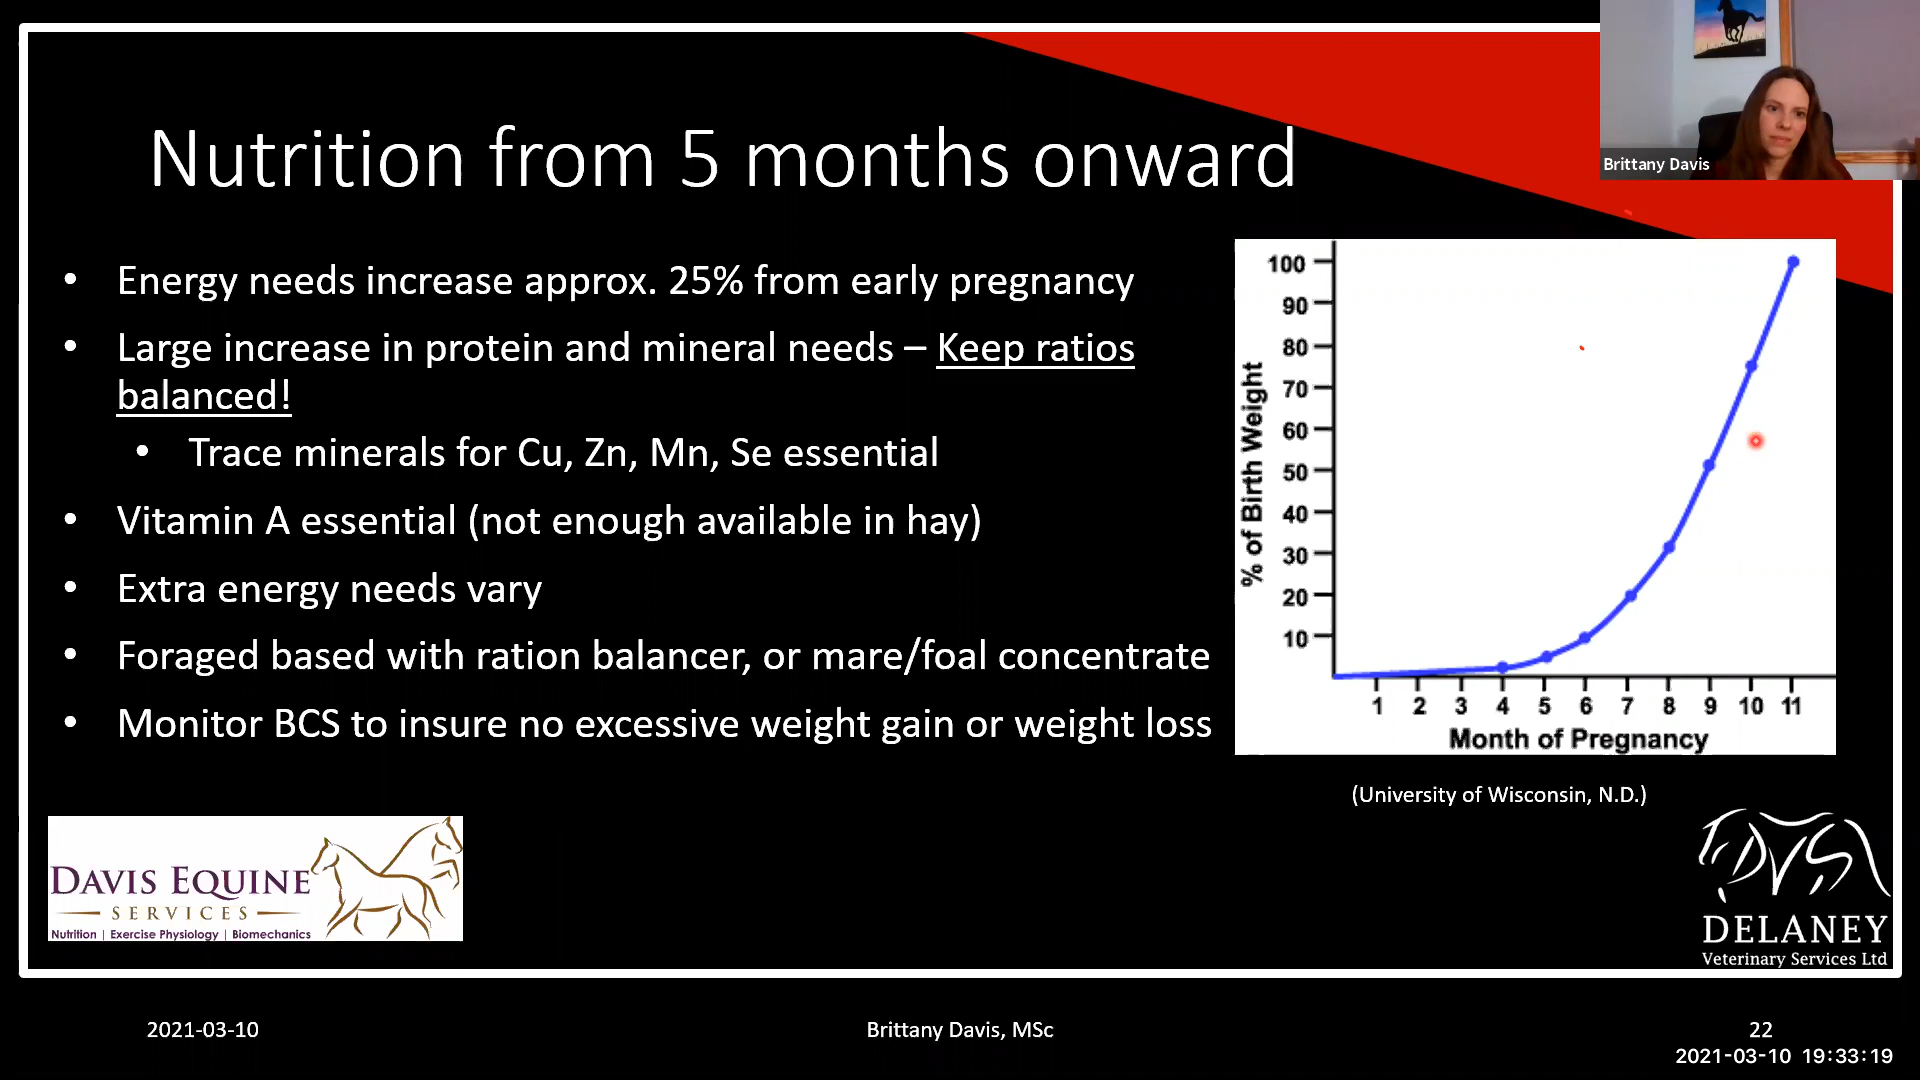 Brittany Davis
Nutrition from 5 months onward
• Energy needs increase approx. 25% from early pregnancy
• Large increase in protein and mineral needs – Keep ratios
balanced!
• Trace minerals for Cu, Zn, Mn, Se essential
• Vitamin A essential (not enough available in hay)
• Extra energy needs vary
• Foraged based with ration balancer, or mare/foal concentrate
• Monitor BCS to insure no excessive weight gain or weight loss
% of Birth Weight
100
90
80
70
60
50
40
30
20
10
1 2 3 4 5 6 7 8 9 10 11
Month of Pregnancy
(University of Wisconsin, N.D.)
DAVIS EQUINE
SERVICES
Nutrition | Exercise Physiology | Biomechanics
DVS
DELANEY
Veterinary Services Ltd
2021-03-10
Brittany Davis, MSc
22
2021-03-10 19:33:19